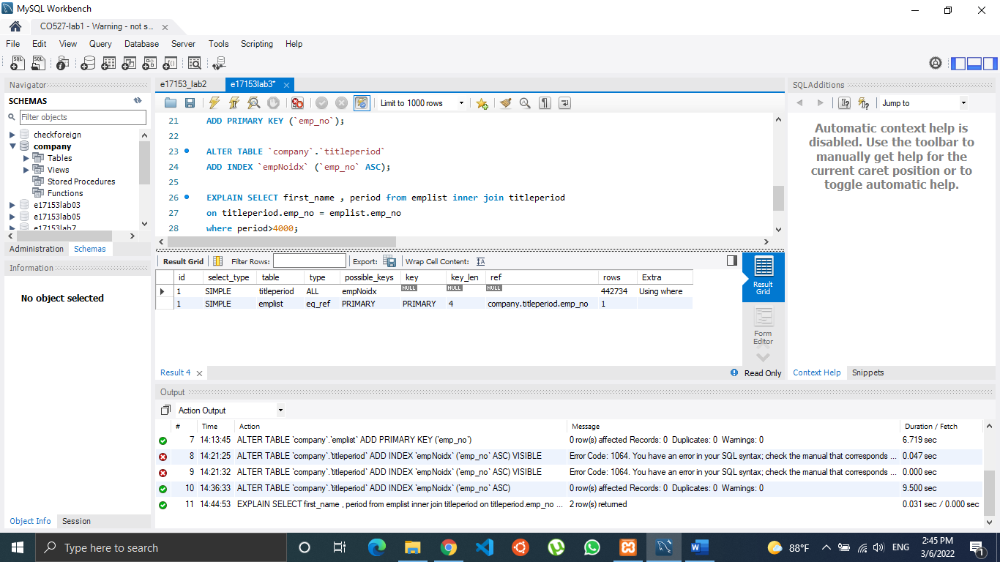 MySQL Workbench
CO527-lab1 - Warning - not s...
File Edit View Query Database Server Tools Scripting Help
Navigator
SCHEMAS
Filter objects
checkforeign
company
Tables
Views
Stored Procedures
Functions
e17153lab03
e17153lab05
e17153lab7
Administration Schemas
Information
No object selected
Object Info Session
e17153_lab2 e17153lab3*
Limit to 1000 rows
21 ADD PRIMARY KEY (`emp_no`);
22
23 ALTER TABLE `company`.`titleperiod`
24 ADD INDEX `empNoidx` (`emp_no` ASC);
25
26 EXPLAIN SELECT first_name , period from emplist inner join titleperiod
27 on titleperiod.emp_no = emplist.emp_no
28 where period>4000;
Result Grid Filter Rows: Export: Wrap Cell Content:
id select_type table type possible_keys key key_len ref rows Extra
1 SIMPLE titleperiod ALL empNoidx NULL NULL NULL 442734 Using where
1 SIMPLE emplist eq_ref PRIMARY PRIMARY 4 company.titleperiod.emp_no 1
Result
Grid
Form
Editor
Result 4 Read Only
Output
Action Output
# Time Action Message Duration / Fetch
7 14:13:45 ALTER TABLE `company`.`emplist` ADD PRIMARY KEY (`emp_no`) 0 row(s) affected Records: 0 Duplicates: 0 Warnings: 0 6.719 sec
8 14:21:25 ALTER TABLE `company`.`titleperiod` ADD INDEX `empNoidx` (`emp_no` ASC) VISIBLE Error Code: 1064. You have an error in your SQL syntax; check the manual that corresponds ... 0.047 sec
9 14:21:32 ALTER TABLE `company`.`titleperiod` ADD INDEX `empNoidx` (`emp_no` ASC) VISIBLE Error Code: 1064. You have an error in your SQL syntax; check the manual that corresponds ... 0.000 sec
10 14:36:33 ALTER TABLE `company`.`titleperiod` ADD INDEX `empNoidx` (`emp_no` ASC) 0 row(s) affected Records: 0 Duplicates: 0 Warnings: 0 9.500 sec
11 14:44:53 EXPLAIN SELECT first_name , period from emplist inner join titleperiod on titleperiod.emp_no ... 2 row(s) returned 0.031 sec / 0.000 sec
SQLAdditions
Jump to
Automatic context help is
disabled. Use the toolbar to
manually get help for the
current caret position or to
toggle automatic help.
Context Help Snippets
Type here to search
88°F ENG
2:45 PM
3/6/2022
1